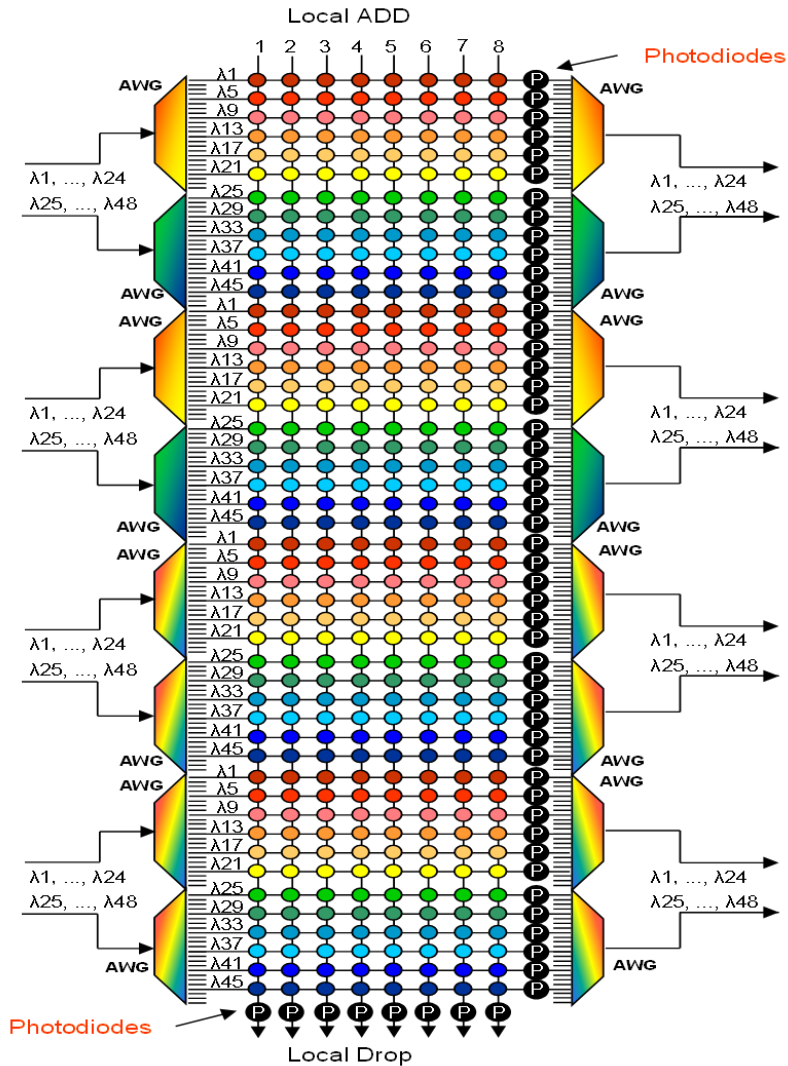 Local ADD
1 2 3 4 5 6 7 8
Photodiodes
AWG
AWG
λ1 P
λ5 P
λ9 P
λ13 P
λ17 P
λ21 P
λ1, ..., λ24
λ1, ..., λ24
λ25, ..., λ48
λ25, ..., λ48
λ25 P
λ29 P
λ33 P
λ37 P
λ41 P
λ45 P
AWG
AWG
AWG
AWG
λ1 P
λ5 P
λ9 P
λ13 P
λ17 P
λ21 P
λ1, ..., λ24
λ1, ..., λ24
λ25, ..., λ48
λ25, ..., λ48
λ25 P
λ29 P
λ33 P
λ37 P
λ41 P
λ45 P
AWG
AWG
AWG
AWG
λ1 P
λ5 P
λ9 P
λ13 P
λ17 P
λ21 P
λ1, ..., λ24
λ1, ..., λ24
λ25, ..., λ48
λ25, ..., λ48
λ25 P
λ29 P
λ33 P
λ37 P
λ41 P
λ45 P
AWG
AWG
AWG
AWG
λ1 P
λ5 P
λ9 P
λ13 P
λ17 P
λ21 P
λ1, ..., λ24
λ1, ..., λ24
λ25, ..., λ48
λ25, ..., λ48
λ25 P
λ29 P
λ33 P
λ37 P
λ41 P
λ45 P
AWG
AWG
P P P P P P P P
Photodiodes
Local Drop